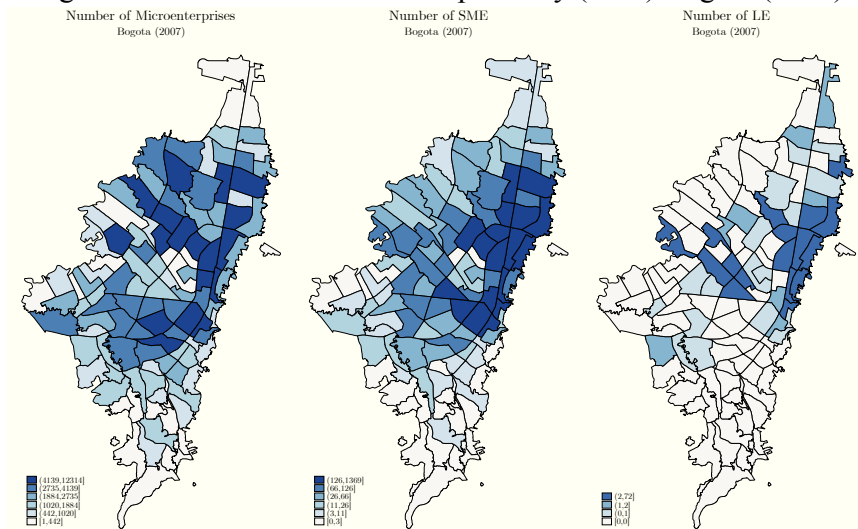 Number of Microenterprises
Bogota (2007)
(4139,12314]
(2735,4139]
(1884,2735]
(1020,1884]
(442,1020]
[1,442]
Number of SME
Bogota (2007)
(126,1369]
(66,126]
(26,66]
(11,26]
(3,11]
[0,3]
Number of LE
Bogota (2007)
(2,72]
(1,2]
(0,1]
[0,0]